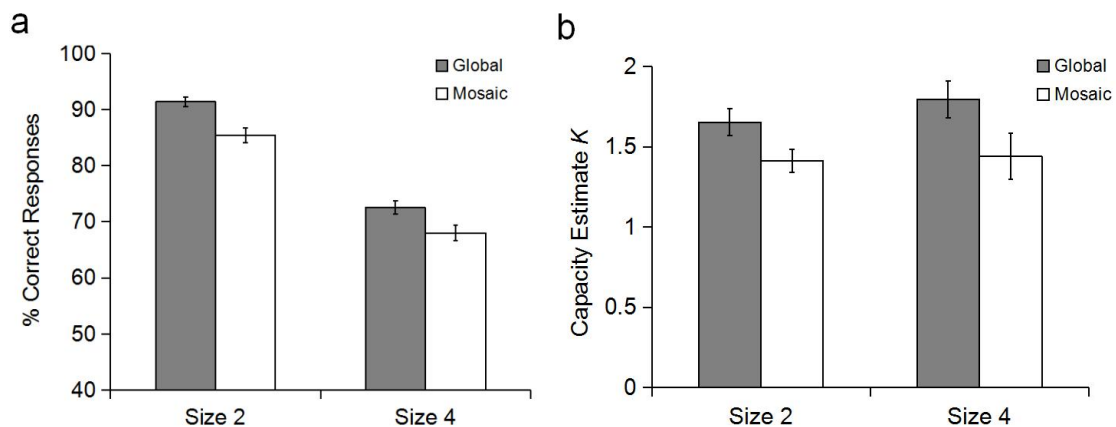 a
% Correct Responses
100
90
80
70
60
50
40
Global
Mosaic
Size 2
Size 4
b
Capacity Estimate K
2
1.5
1
0.5
0
Global
Mosaic
Size 2
Size 4